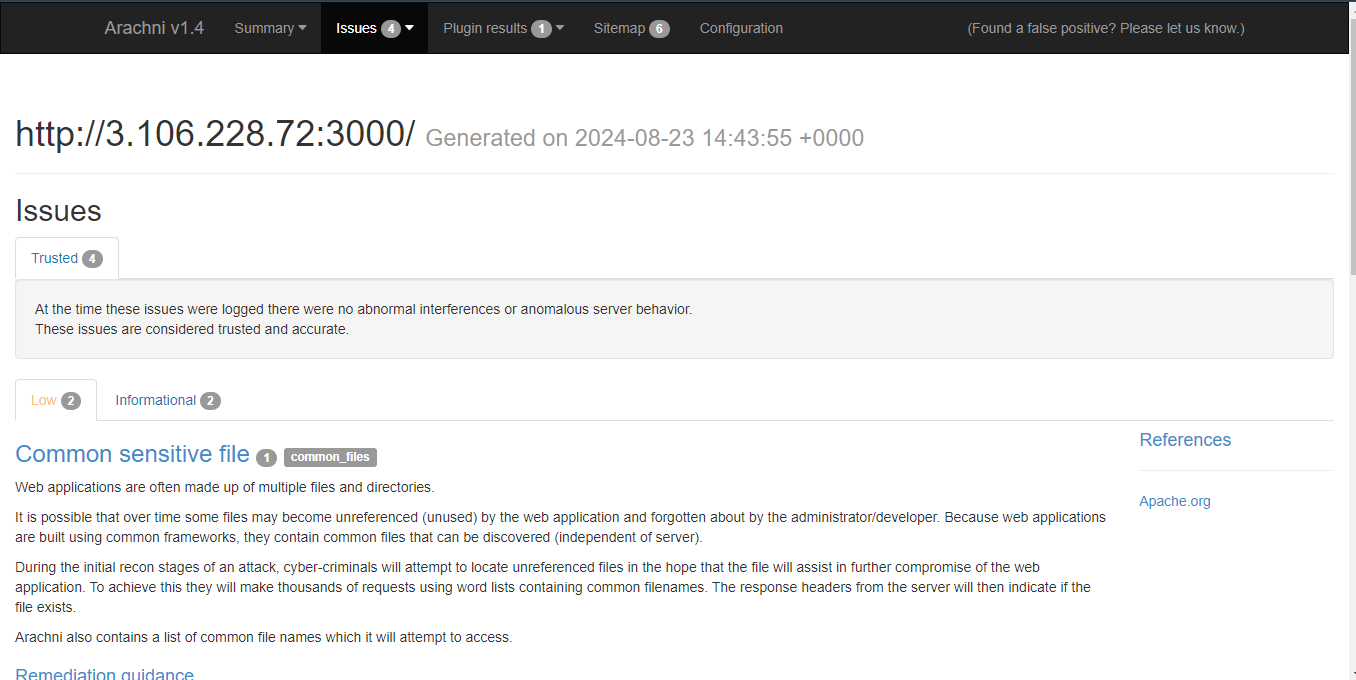 Arachni v1.4 Summary Issues 4 Plugin results 1 Sitemap 6 Configuration (Found a false positive? Please let us know.)
http://3.106.228.72:3000/ Generated on 2024-08-23 14:43:55 +0000
Issues
Trusted 4
At the time these issues were logged there were no abnormal interferences or anomalous server behavior.
These issues are considered trusted and accurate.
Low 2 Informational 2
Common sensitive file 1 common_files
Web applications are often made up of multiple files and directories.
It is possible that over time some files may become unreferenced (unused) by the web application and forgotten about by the administrator/developer. Because web applications
are built using common frameworks, they contain common files that can be discovered (independent of server).
During the initial recon stages of an attack, cyber-criminals will attempt to locate unreferenced files in the hope that the file will assist in further compromise of the web
application. To achieve this they will make thousands of requests using word lists containing common filenames. The response headers from the server will then indicate if the
file exists.
Arachni also contains a list of common file names which it will attempt to access.
Remediation guidance
References
Apache.org